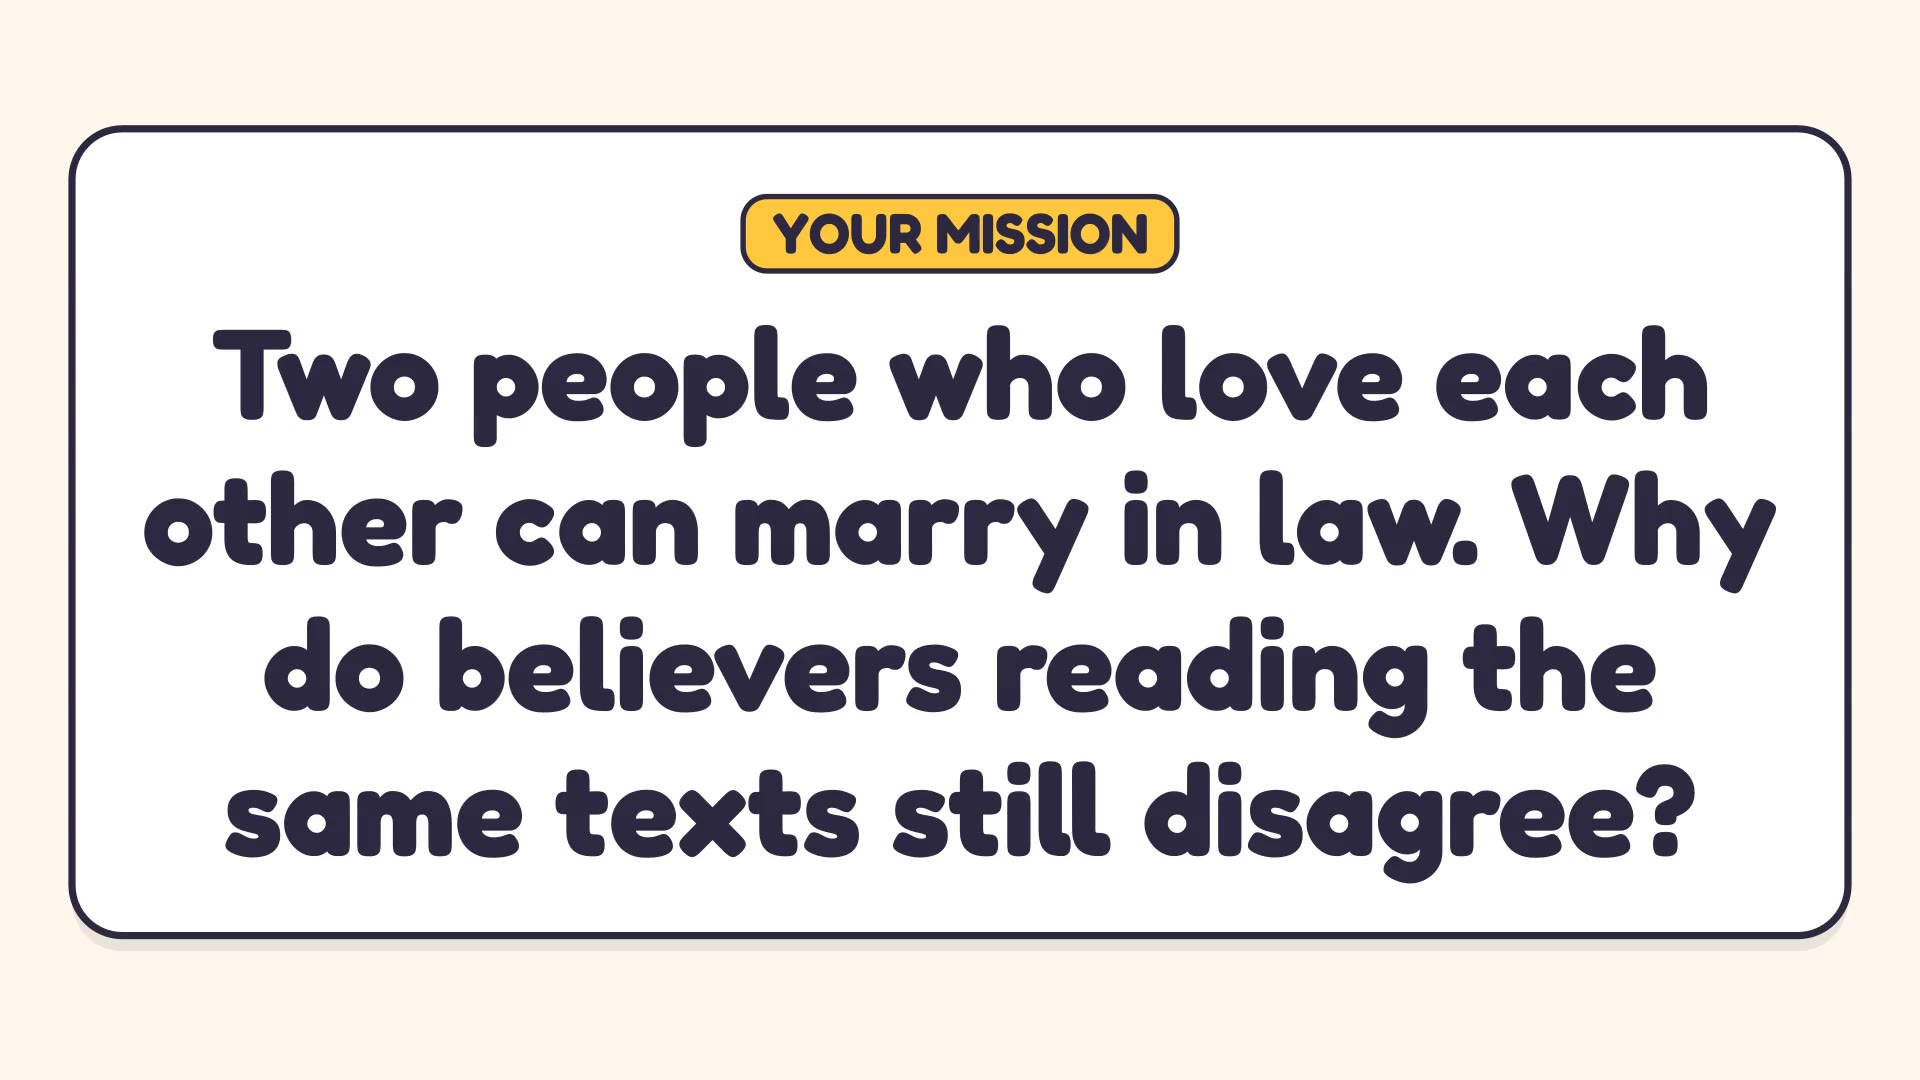 YOUR MISSION
Two people who love each
other can marry in law. Why
do believers reading the
same texts still disagree?